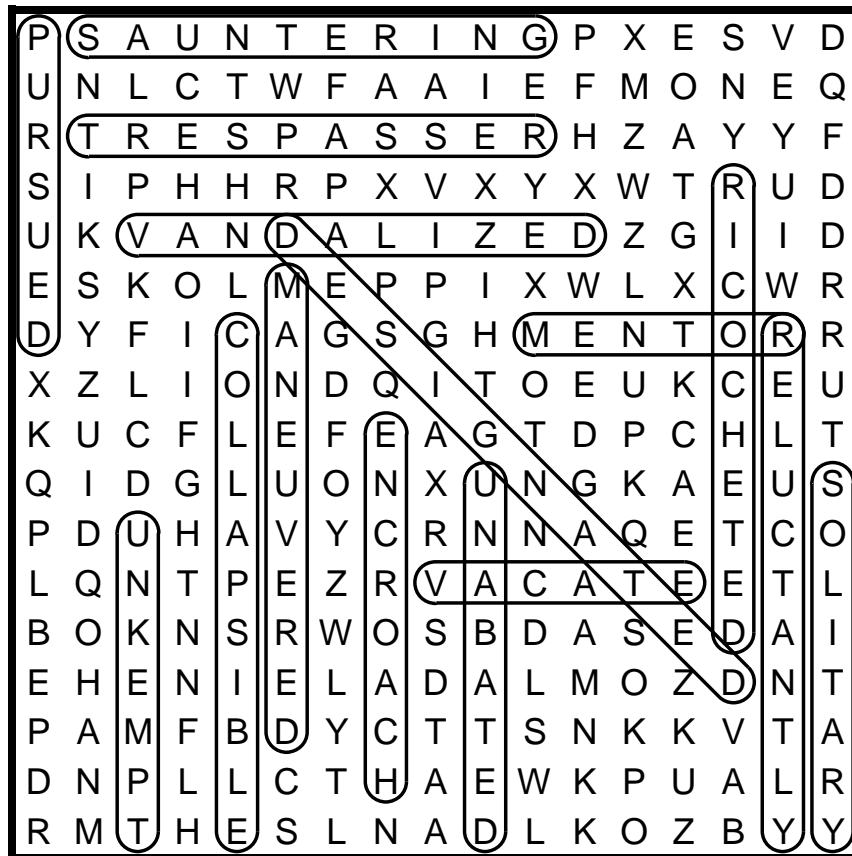 P S A U N T E R I N G P X E S V D
U N L C T W F A A I E F M O N E Q
R T R E S P A S S E R H Z A Y Y F
S I P H H R P X V X Y X W T R U D
U K V A N D A L I Z E D Z G I I D
E S K O L M E P P I X W L X C W R
D Y F I C A G S G H M E N T O R R
X Z L I O N D Q I T O E U K C E U
K U C F L E F E A G T D P C H L T
Q I D G L U O N X U N G K A E U S
P D U H A V Y C R N N A Q E T C O
L Q N T P E Z R V A C A T E E T L
B O K N S R W O S B D A S E D A I
E H E N I E L A D A L M O Z D N T
P A M F B D Y C T T S N K K V T A
D N P L L C T H A E W K P U A L R
R M T H E S L N A D L K O Z B Y Y